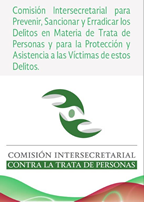 Comisión Intersecretarial para
Prevenir, Sancionar y Erradicar los
Delitos en Materia de Trata de
Personas y para la Protección y
Asistencia a las Víctimas de estos
Delitos.
COMISIÓN INTERSECRETARIAL
CONTRA LA TRATA DE PERSONAS